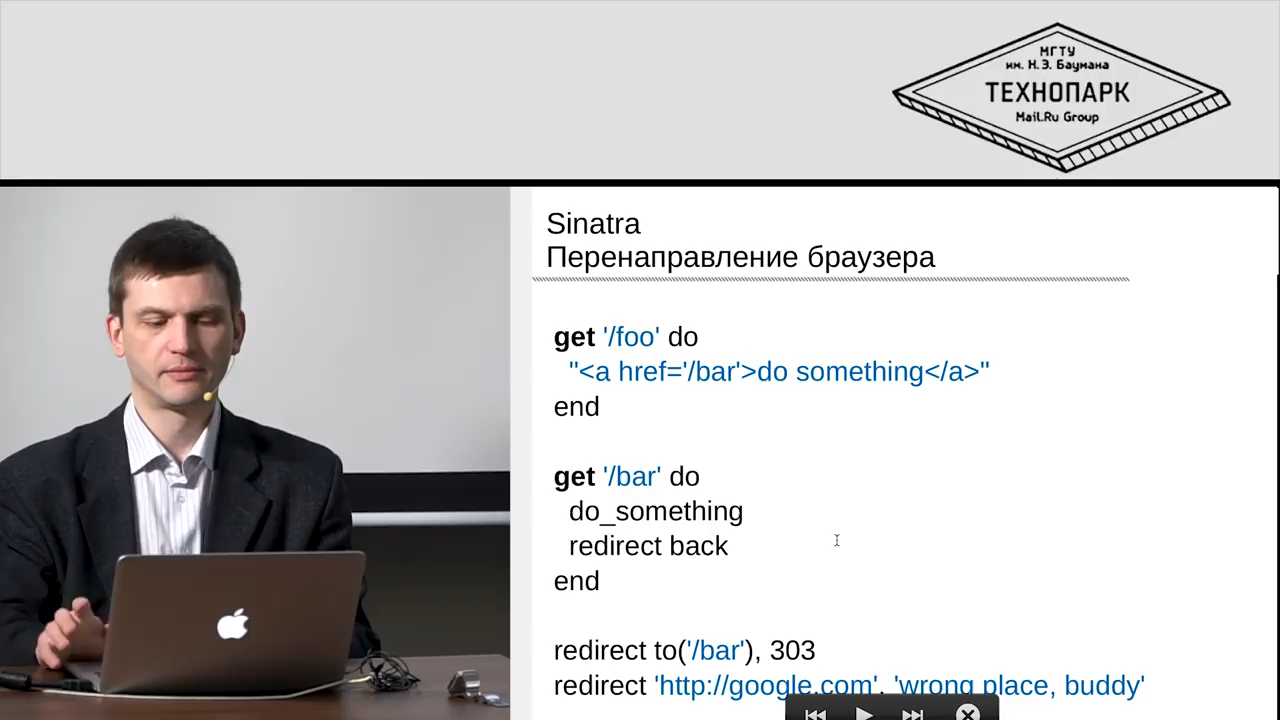 МГТУ
им. Н.Э. Баумана
ТЕХНОПАРК
Mail.Ru Group
Sinatra
Перенаправление браузера
get '/foo' do
"<a href='/bar'>do something</a>"
end
get '/bar' do
do_something
redirect back
end
redirect to('/bar'), 303
redirect 'http://google.com', 'wrong place, buddy'